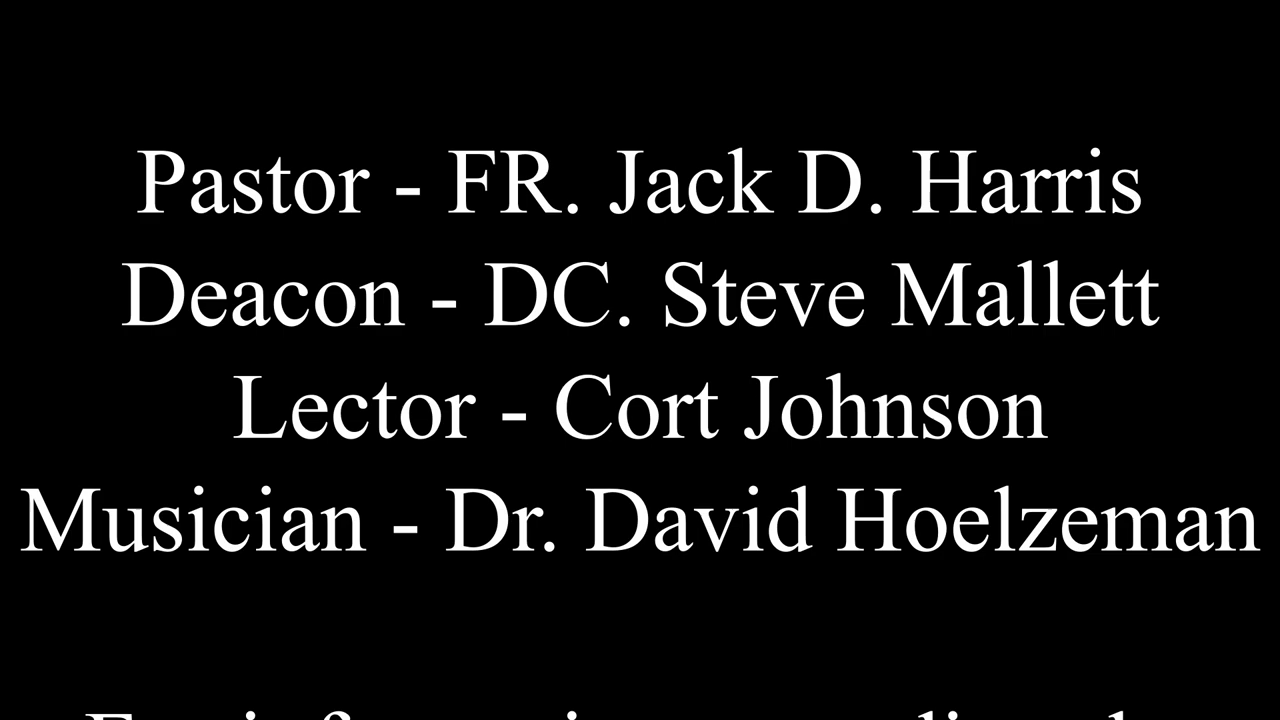 Pastor - FR. Jack D. Harris
Deacon - DC. Steve Mallett
Lector - Cort Johnson
Musician - Dr. David Hoelzeman